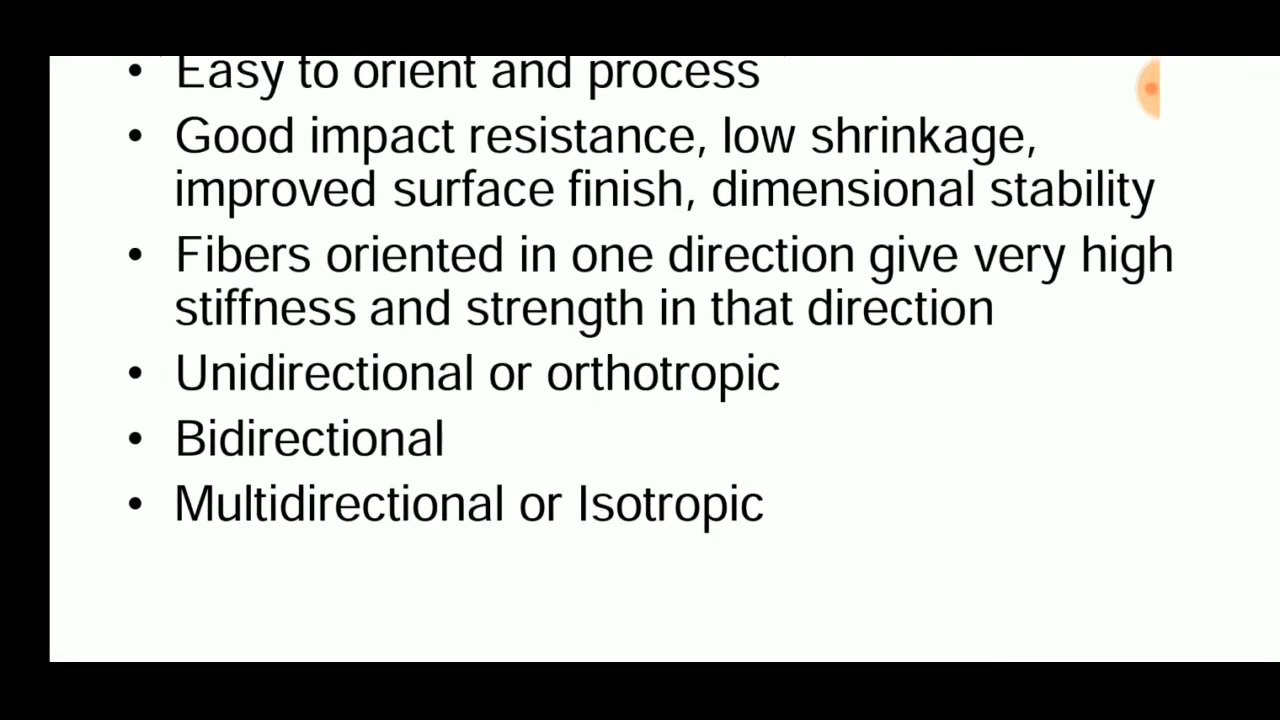 • Easy to orient and process
• Good impact resistance, low shrinkage,
improved surface finish, dimensional stability
• Fibers oriented in one direction give very high
stiffness and strength in that direction
• Unidirectional or orthotropic
• Bidirectional
• Multidirectional or Isotropic